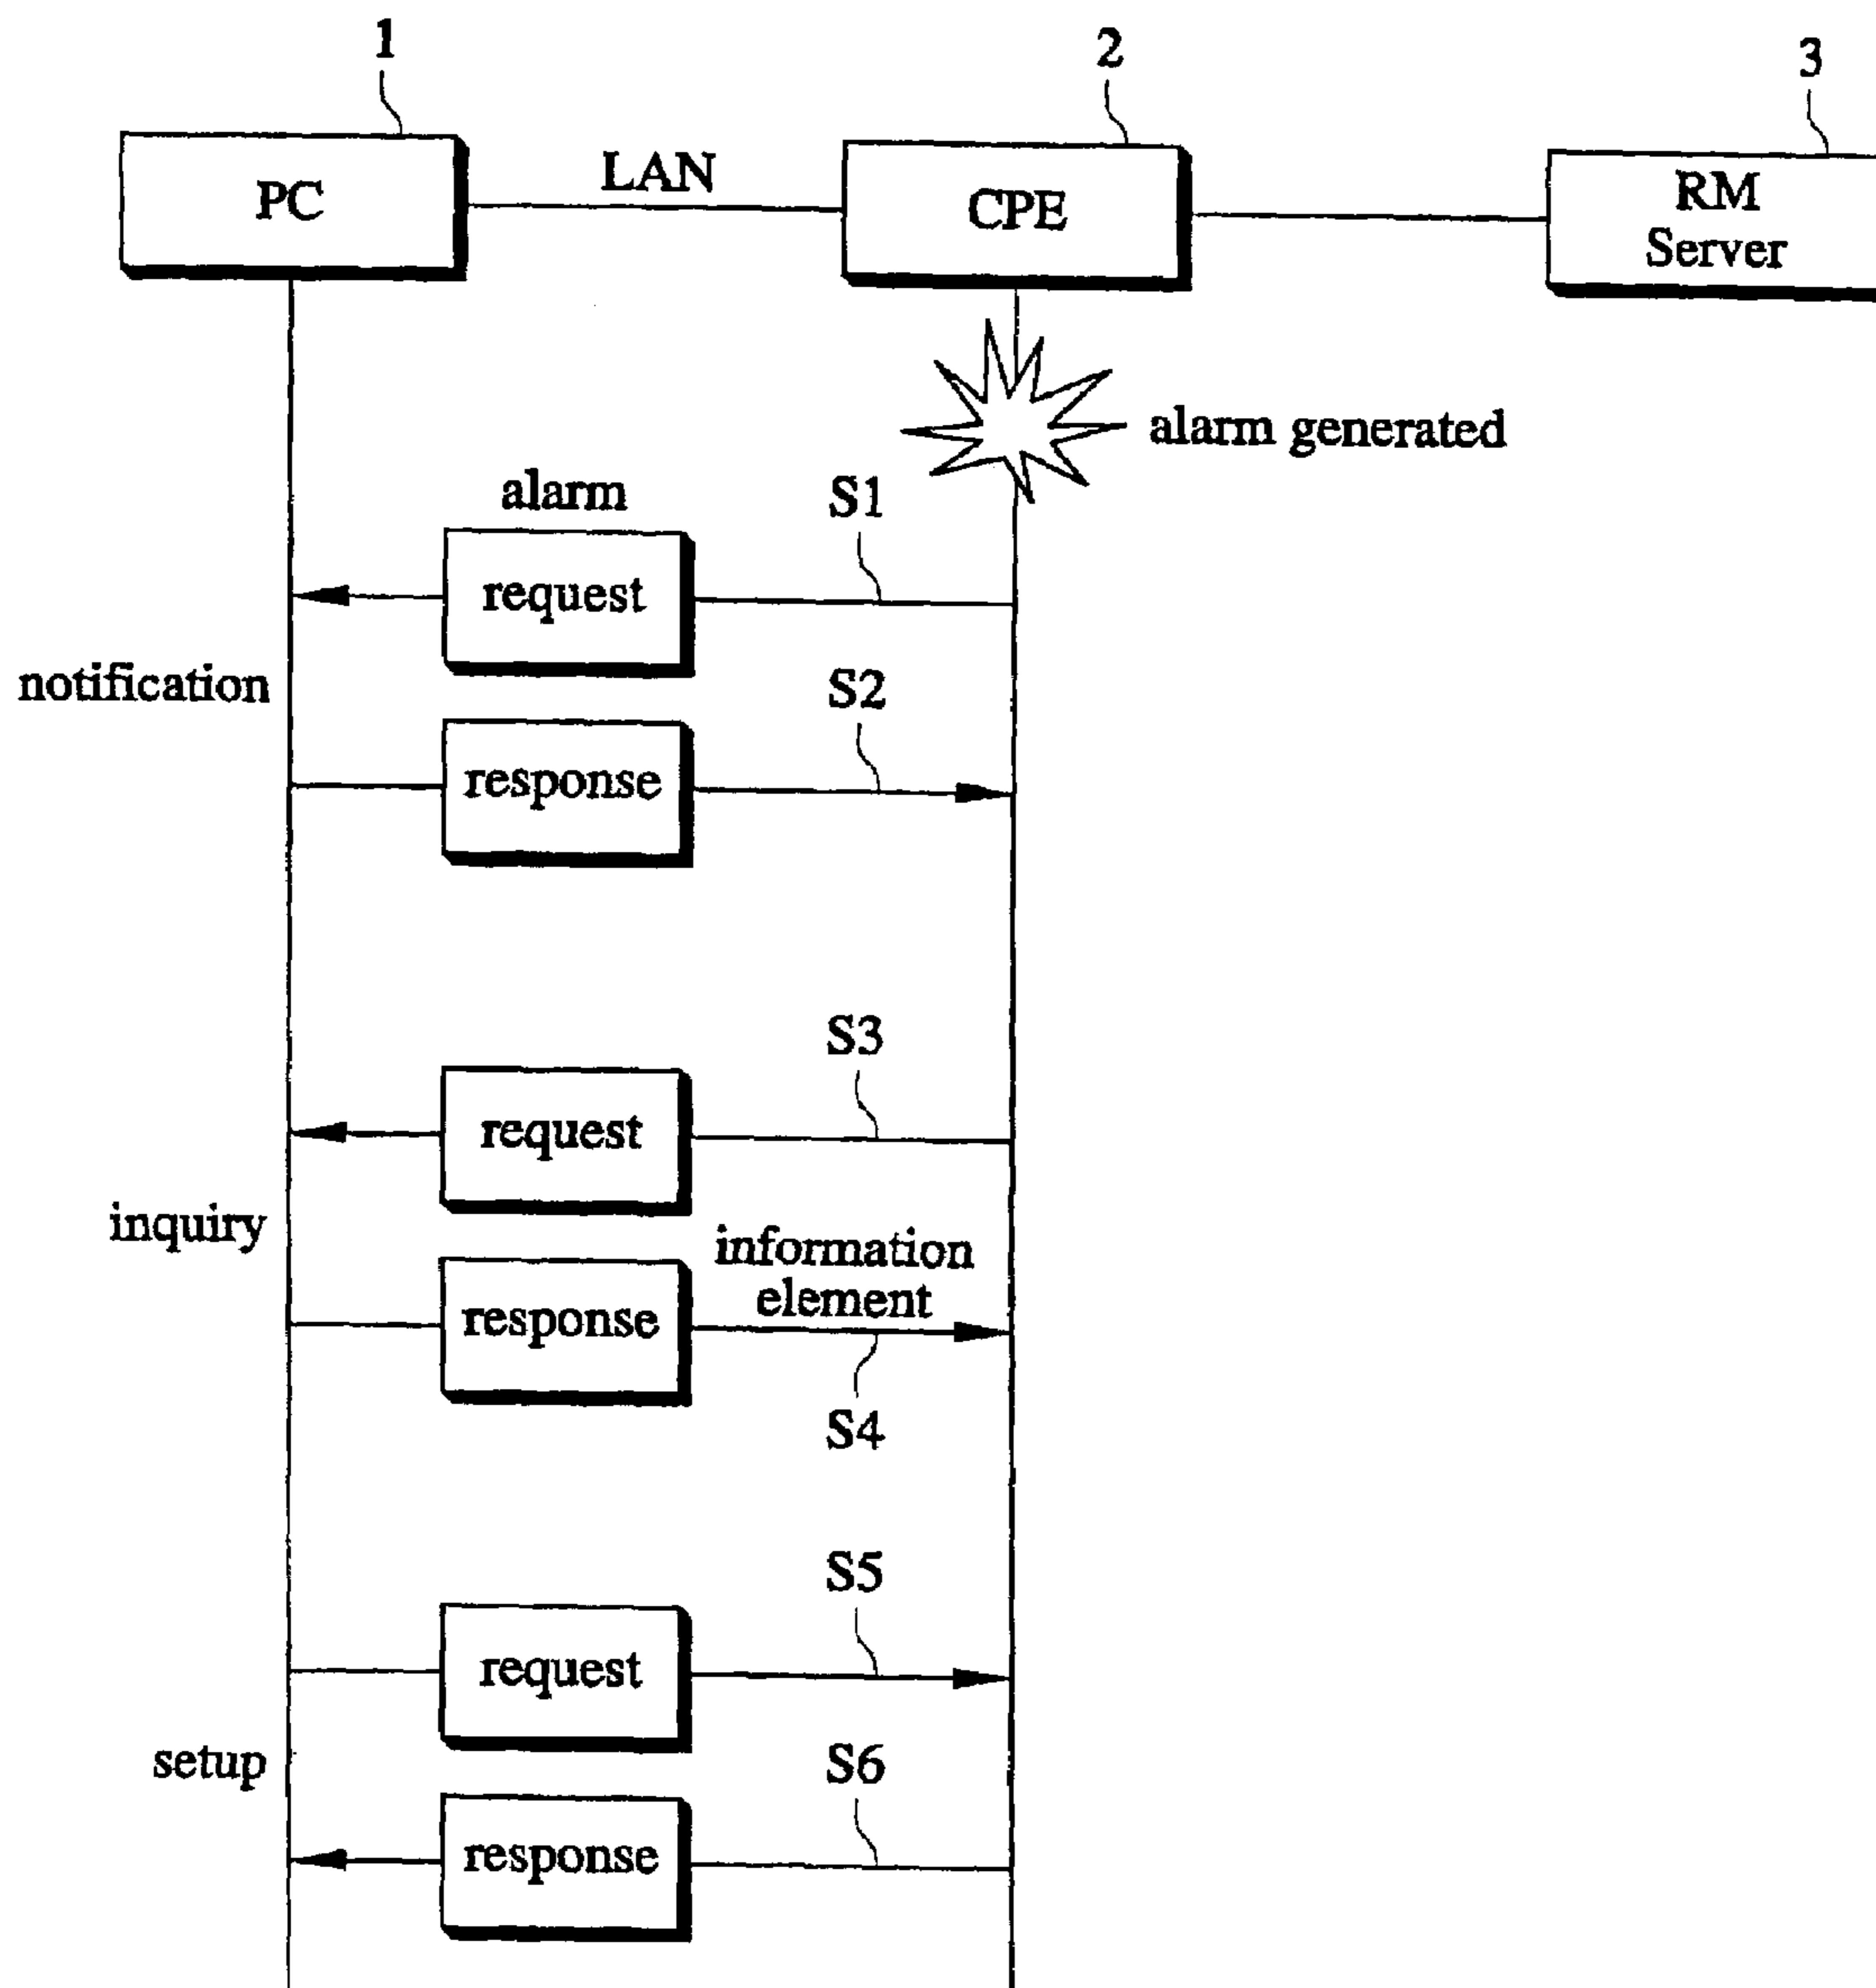 1
2
3
PC
LAN
CPE
RM
Server
alarm generated
alarm
S1
request
notification
S2
response
S3
request
inquiry
information
element
response
S4
S5
request
setup
S6
response